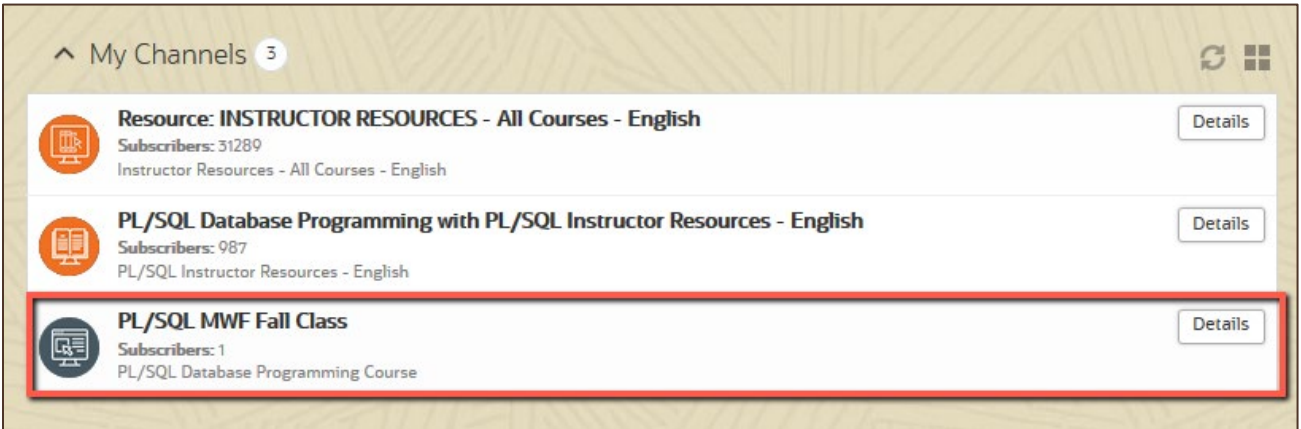 My Channels 3
Resource: INSTRUCTOR RESOURCES - All Courses - English
Details
Subscribers: 31289
Instructor Resources - All Courses - English
PL/SQL Database Programming with PL/SQL Instructor Resources - English
Details
Subscribers: 987
PL/SQL Instructor Resources - English
PL/SQL MWF Fall Class
Details
Subscribers: 1
PL/SQL Database Programming Course